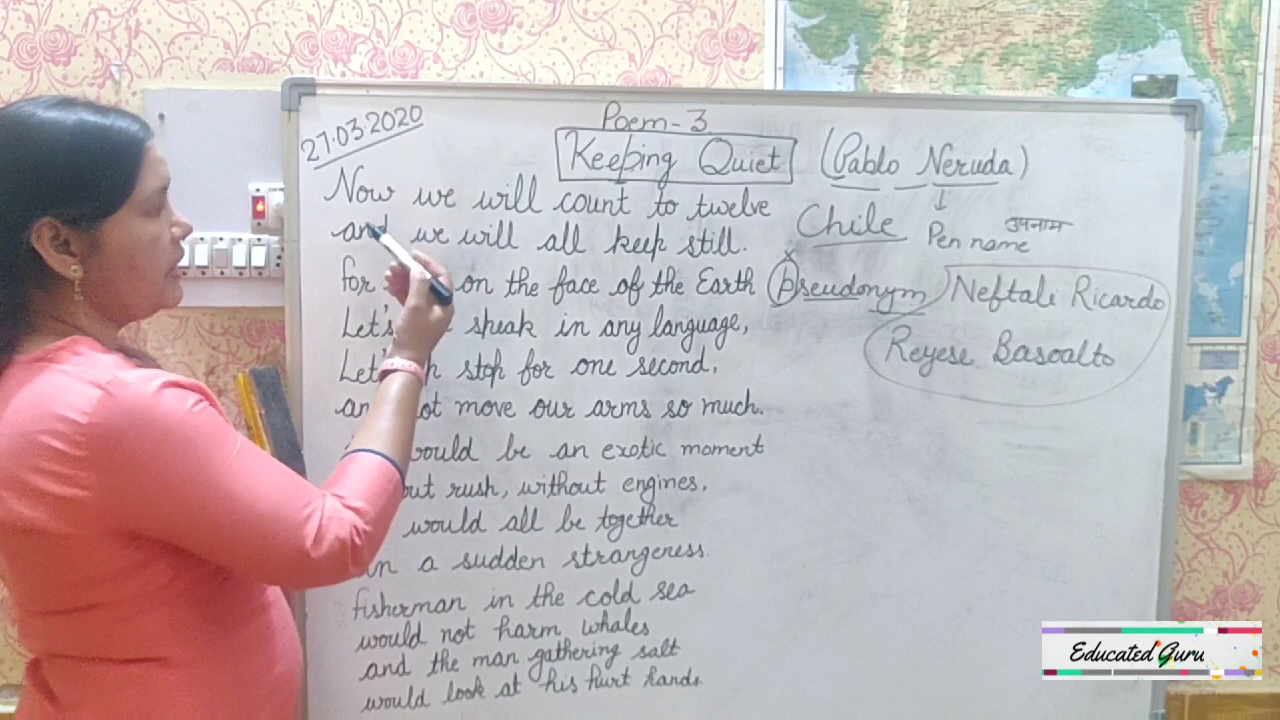 27.03.2020
Poem-3
Keeping Quiet (Pablo Neruda)
Now we will count to twelve
and we will all keep still.
for on the face of the Earth
Let's speak in any language,
Let's stop for one second,
and not move our arms so much.
would be an exotic moment
rush, without engines,
would all be together
in a sudden strangeness.
fisherman in the cold sea
would not harm whales
and the man gathering salt
would look at his hurt hands.
Chile
Pen name
उपनाम
x
Pseudonym
Neftali Ricardo
Reyese Basoalto
Educated Guru